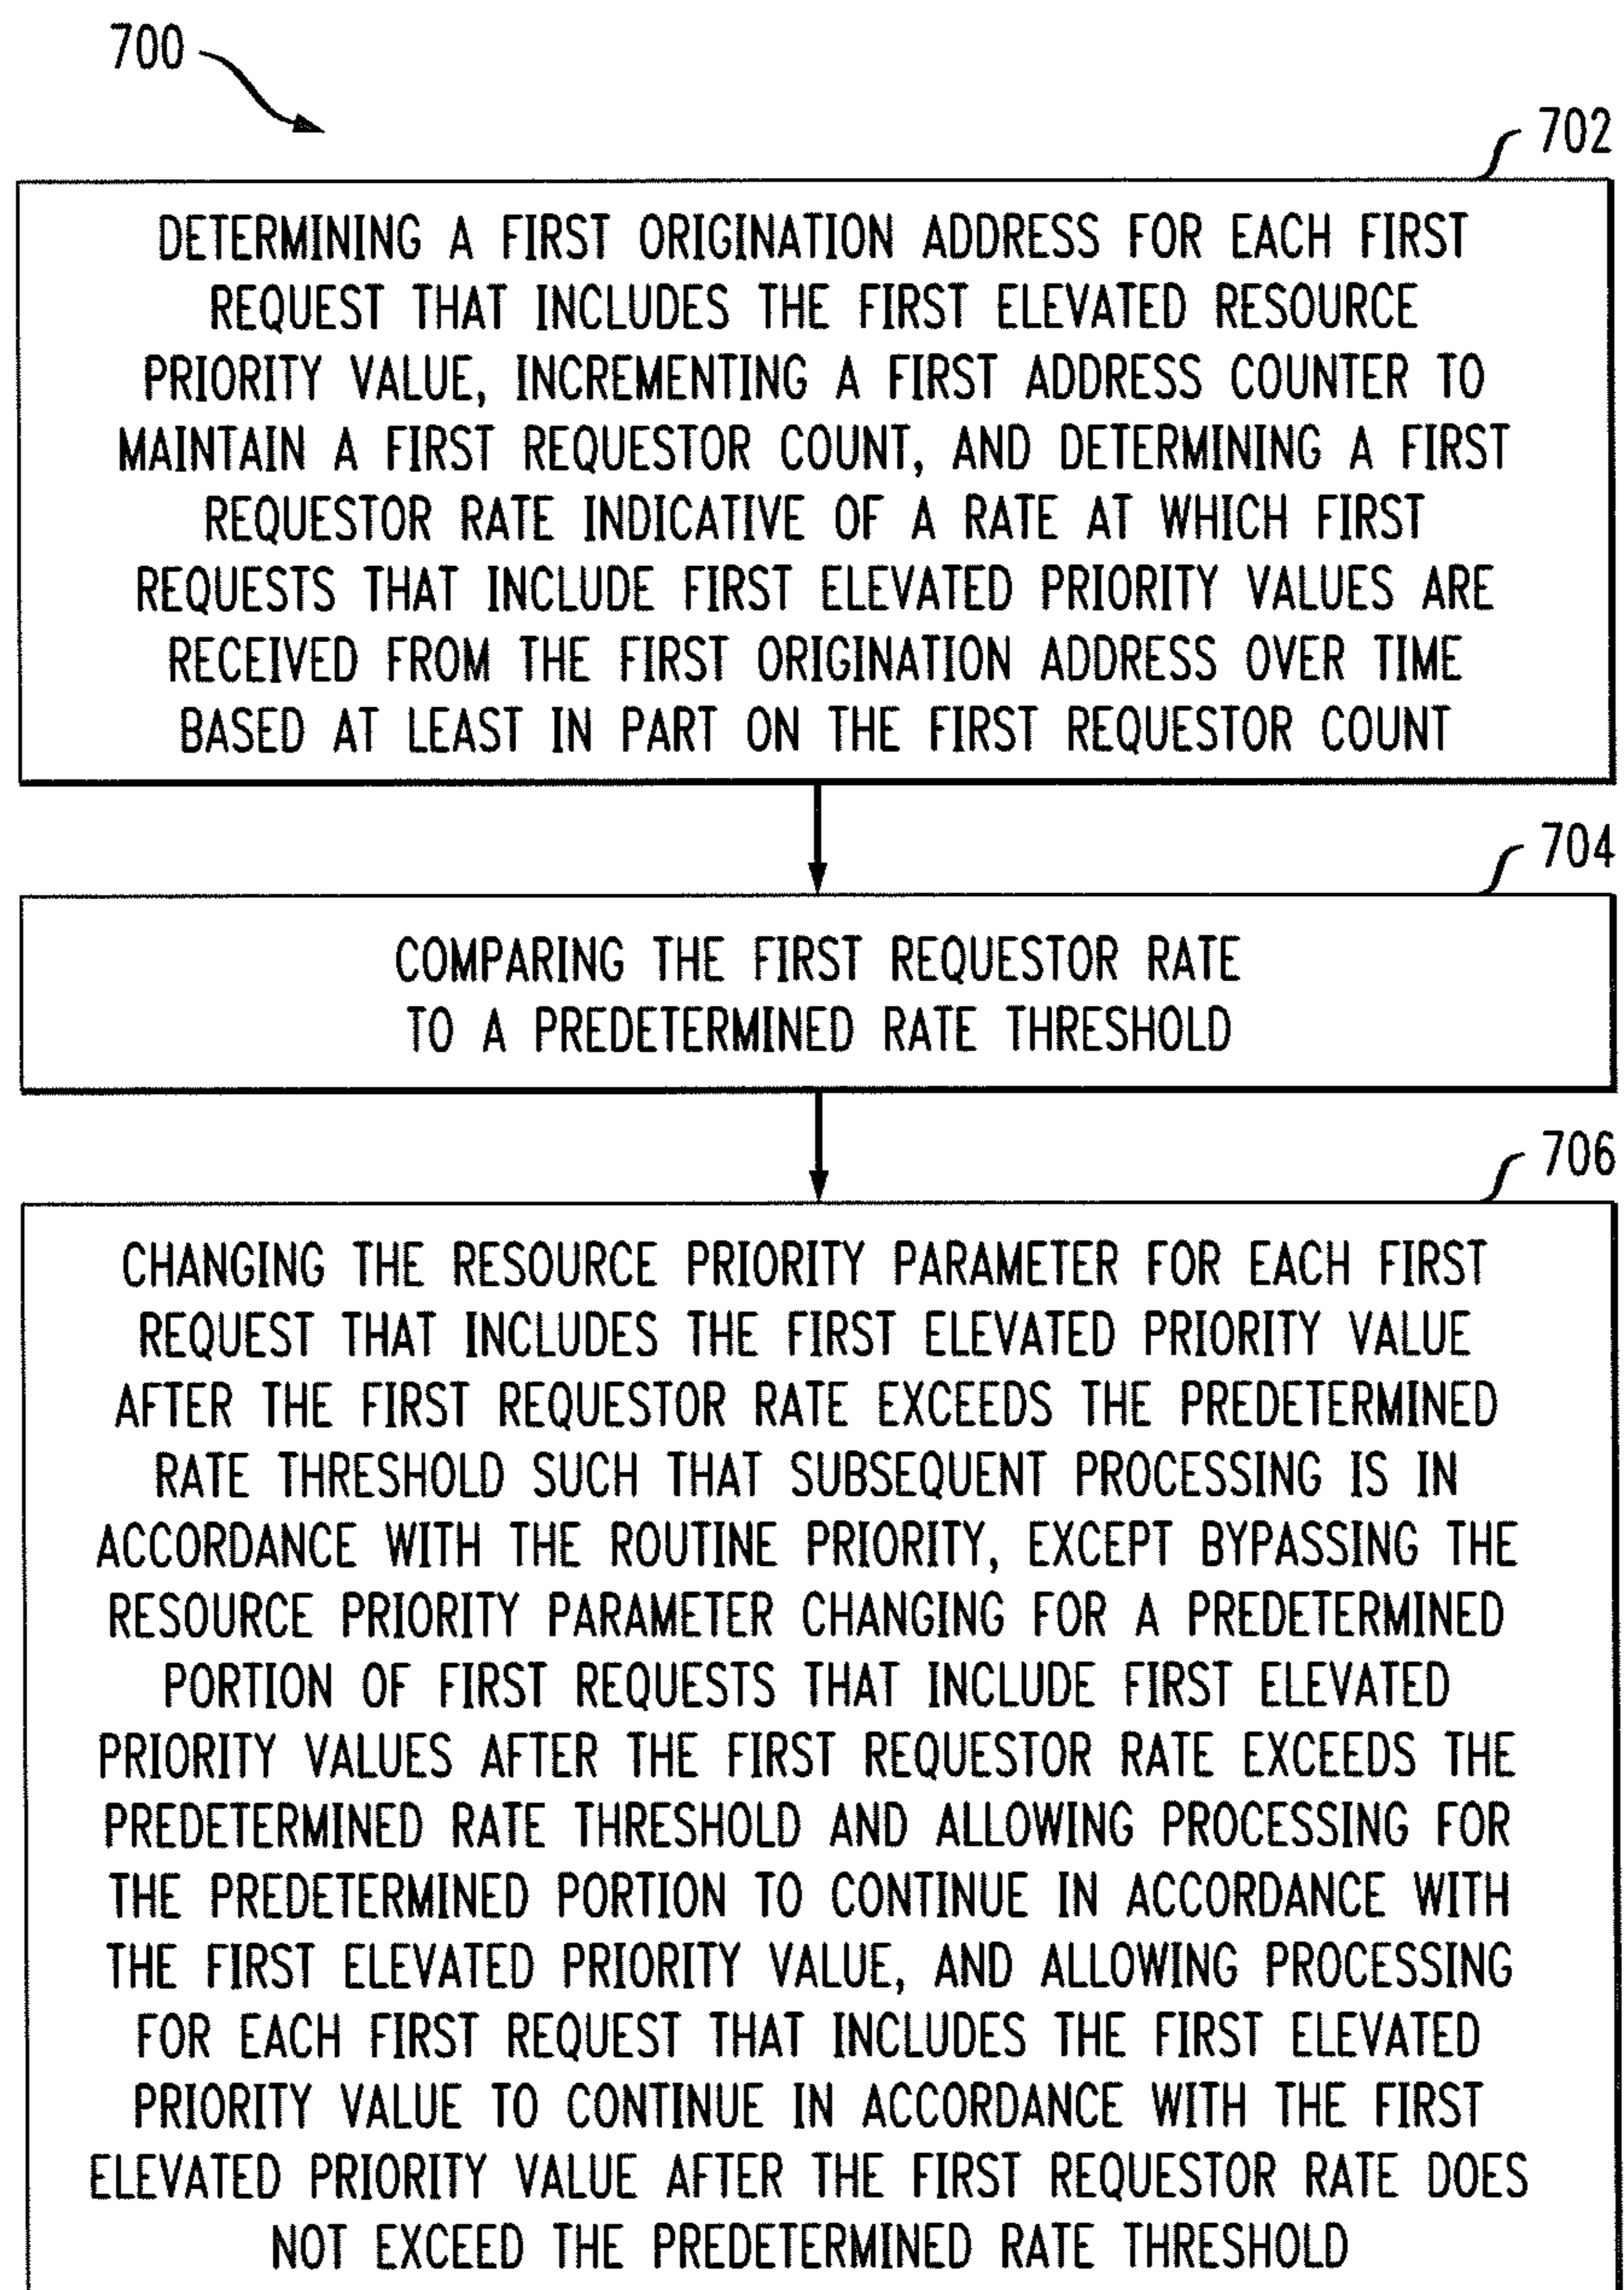 700
702
DETERMINING A FIRST ORIGINATION ADDRESS FOR EACH FIRST
REQUEST THAT INCLUDES THE FIRST ELEVATED RESOURCE
PRIORITY VALUE, INCREMENTING A FIRST ADDRESS COUNTER TO
MAINTAIN A FIRST REQUESTOR COUNT, AND DETERMINING A FIRST
REQUESTOR RATE INDICATIVE OF A RATE AT WHICH FIRST
REQUESTS THAT INCLUDE FIRST ELEVATED PRIORITY VALUES ARE
RECEIVED FROM THE FIRST ORIGINATION ADDRESS OVER TIME
BASED AT LEAST IN PART ON THE FIRST REQUESTOR COUNT
704
COMPARING THE FIRST REQUESTOR RATE
TO A PREDETERMINED RATE THRESHOLD
706
CHANGING THE RESOURCE PRIORITY PARAMETER FOR EACH FIRST
REQUEST THAT INCLUDES THE FIRST ELEVATED PRIORITY VALUE
AFTER THE FIRST REQUESTOR RATE EXCEEDS THE PREDETERMINED
RATE THRESHOLD SUCH THAT SUBSEQUENT PROCESSING IS IN
ACCORDANCE WITH THE ROUTINE PRIORITY, EXCEPT BYPASSING THE
RESOURCE PRIORITY PARAMETER CHANGING FOR A PREDETERMINED
PORTION OF FIRST REQUESTS THAT INCLUDE FIRST ELEVATED
PRIORITY VALUES AFTER THE FIRST REQUESTOR RATE EXCEEDS THE
PREDETERMINED RATE THRESHOLD AND ALLOWING PROCESSING FOR
THE PREDETERMINED PORTION TO CONTINUE IN ACCORDANCE WITH
THE FIRST ELEVATED PRIORITY VALUE, AND ALLOWING PROCESSING
FOR EACH FIRST REQUEST THAT INCLUDES THE FIRST ELEVATED
PRIORITY VALUE TO CONTINUE IN ACCORDANCE WITH THE FIRST
ELEVATED PRIORITY VALUE AFTER THE FIRST REQUESTOR RATE DOES
NOT EXCEED THE PREDETERMINED RATE THRESHOLD